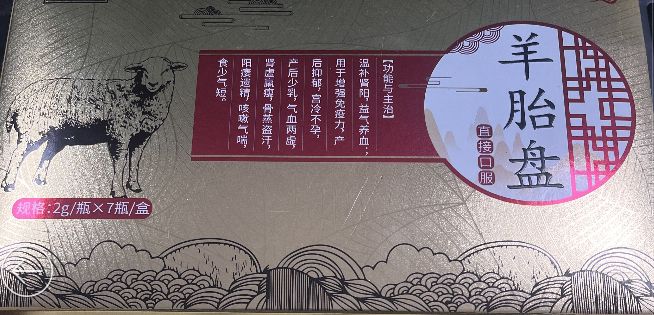 羊胎盘
直接口服
【功能与主治】
温补肾阳，益气养血；
用于增强免疫力，产
后抑郁，宫冷不孕，
产后少乳，气血两虚，
肾虚羸瘦，骨蒸盗汗，
阳痿遗精，咳嗽气喘，
食少气短。
规格：2g/瓶×7瓶/盒